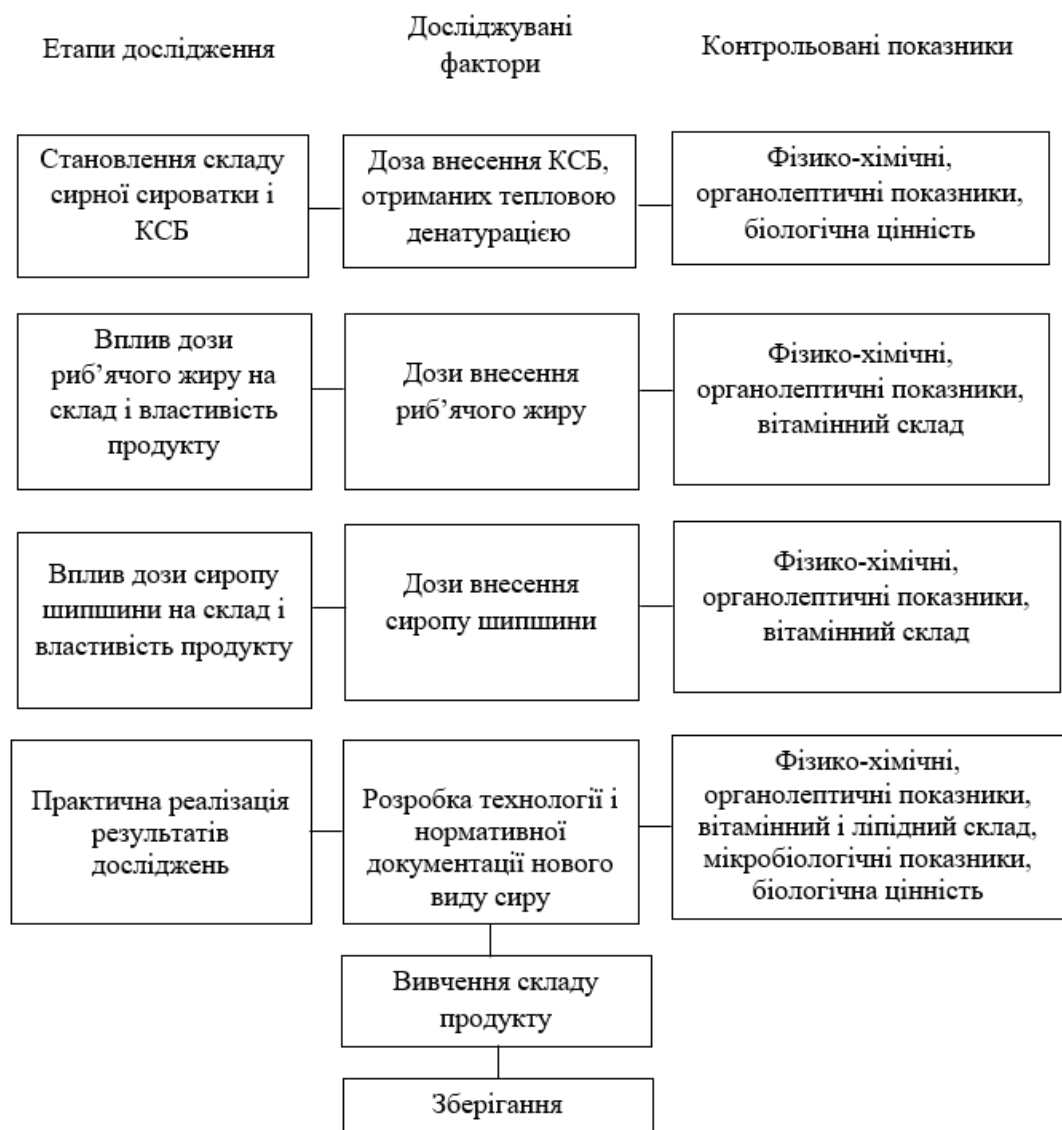 Етапи дослідження
Досліджувані
фактори
Контрольовані показники
Становлення складу
сирної сироватки і
КСБ
Доза внесення КСБ,
отриманих тепловою
денатурацією
Фізико-хімічні,
органолептичні показники,
біологічна цінність
Вплив дози
риб’ячого жиру на
склад і властивість
продукту
Дози внесення
риб’ячого жиру
Фізико-хімічні,
органолептичні показники,
вітамінний склад
Вплив дози сиропу
шипшини на склад і
властивість продукту
Дози внесення
сиропу шипшини
Фізико-хімічні,
органолептичні показники,
вітамінний склад
Практична реалізація
результатів
досліджень
Розробка технології і
нормативної
документації нового
виду сиру
Фізико-хімічні,
органолептичні показники,
вітамінний і ліпідний склад,
мікробіологічні показники,
біологічна цінність
Вивчення складу
продукту
Зберігання